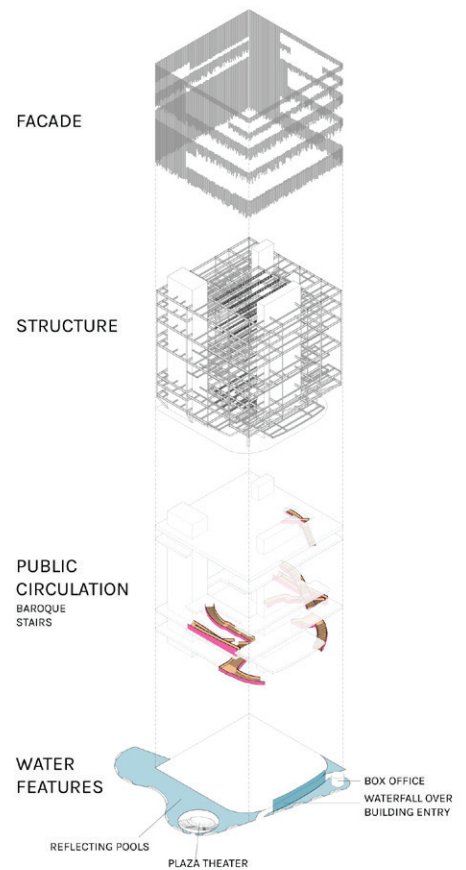 FACADE
STRUCTURE
PUBLIC
CIRCULATION
BAROQUE
STAIRS
WATER
FEATURES
BOX OFFICE
WATERFALL OVER
BUILDING ENTRY
REFLECTING POOLS
PLAZA THEATER